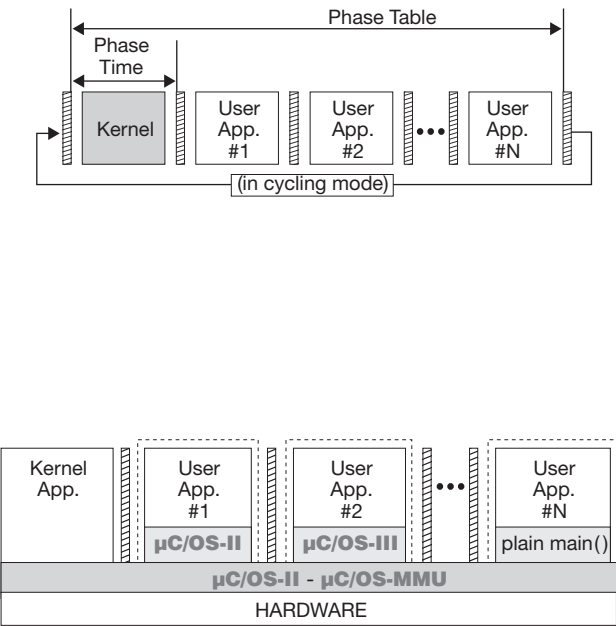 Phase Table
Phase
Time
Kernel
User
App.
#1
User
App.
#2
•••
User
App.
#N
(in cycling mode)
Kernel
App.
User
App.
#1
µC/OS-II
User
App.
#2
µC/OS-III
•••
User
App.
#N
plain main()
µC/OS-II - µC/OS-MMU
HARDWARE